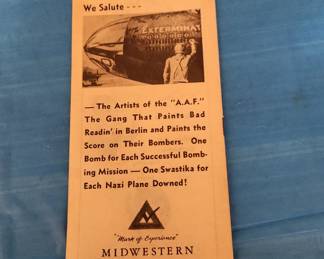 We Salute - - -
EXTERMINAT
— The Artists of the "A.A.F."
The Gang That Paints Bad
Readin' in Berlin and Paints the
Score on Their Bombers. One
Bomb for Each Successful Bomb-
ing Mission — One Swastika for
Each Nazi Plane Downed!
"Mark of Experience"
MIDWESTERN